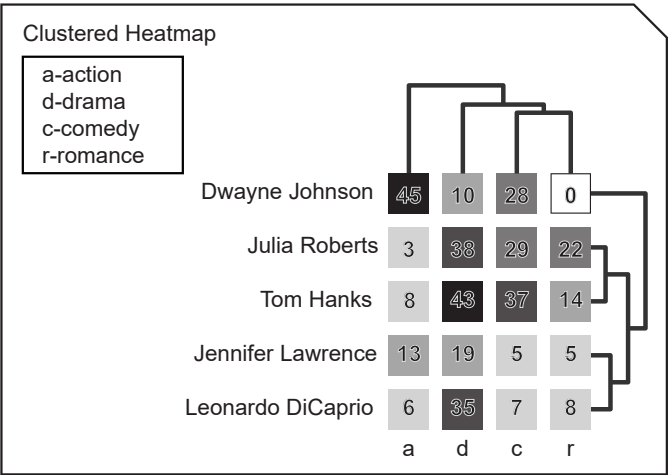 Clustered Heatmap
a-action
d-drama
c-comedy
r-romance
Dwayne Johnson 45 10 28 0
Julia Roberts 3 38 29 22
Tom Hanks 8 43 37 14
Jennifer Lawrence 13 19 5 5
Leonardo DiCaprio 6 35 7 8
a d c r